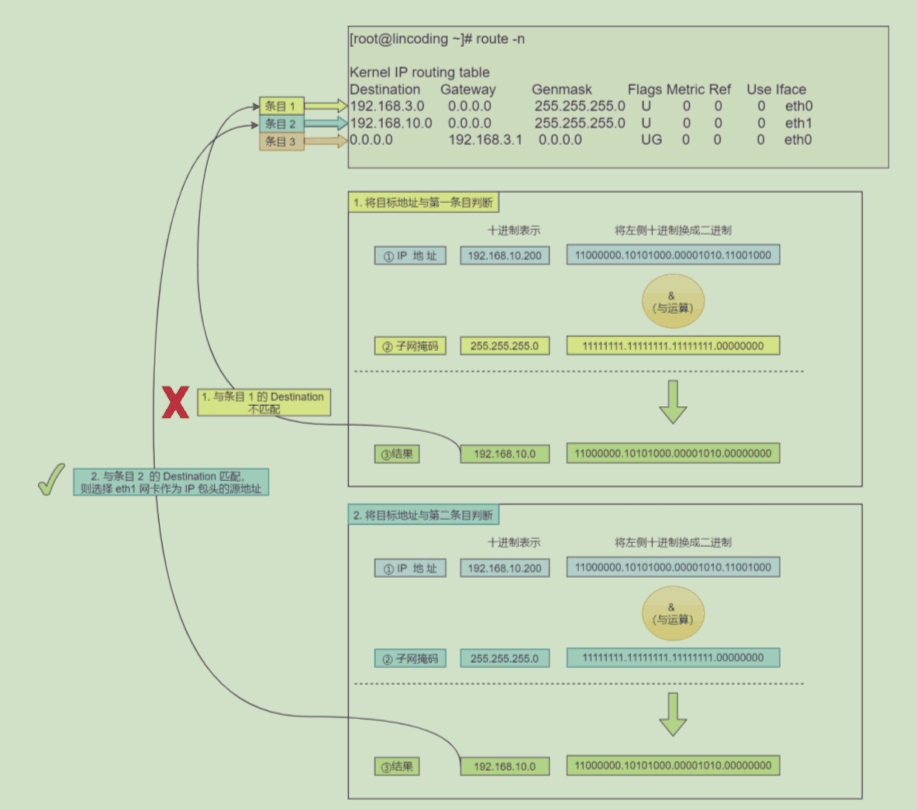 [root@lincoding ~]# route -n
Kernel IP routing table
Destination Gateway Genmask Flags Metric Ref Use Iface
条目 1 192.168.3.0 0.0.0.0 255.255.255.0 U 0 0 0 eth0
条目 2 192.168.10.0 0.0.0.0 255.255.255.0 U 0 0 0 eth1
条目 3 0.0.0.0 192.168.3.1 0.0.0.0 UG 0 0 0 eth0
1. 将目标地址与第一条目判断
十进制表示 将左侧十进制换成二进制
① IP 地 址 192.168.10.200 11000000.10101000.00001010.11001000
&
(与运算)
② 子网掩码 255.255.255.0 11111111.11111111.11111111.00000000
1. 与条目 1 的 Destination
不匹配
③结果 192.168.10.0 11000000.10101000.00001010.00000000
2. 与条目 2 的 Destination 匹配，
则选择 eth1 网卡作为 IP 包头的源地址
2. 将目标地址与第二条目判断
十进制表示 将左侧十进制换成二进制
① IP 地 址 192.168.10.200 11000000.10101000.00001010.11001000
&
(与运算)
② 子网掩码 255.255.255.0 11111111.11111111.11111111.00000000
③结果 192.168.10.0 11000000.10101000.00001010.00000000